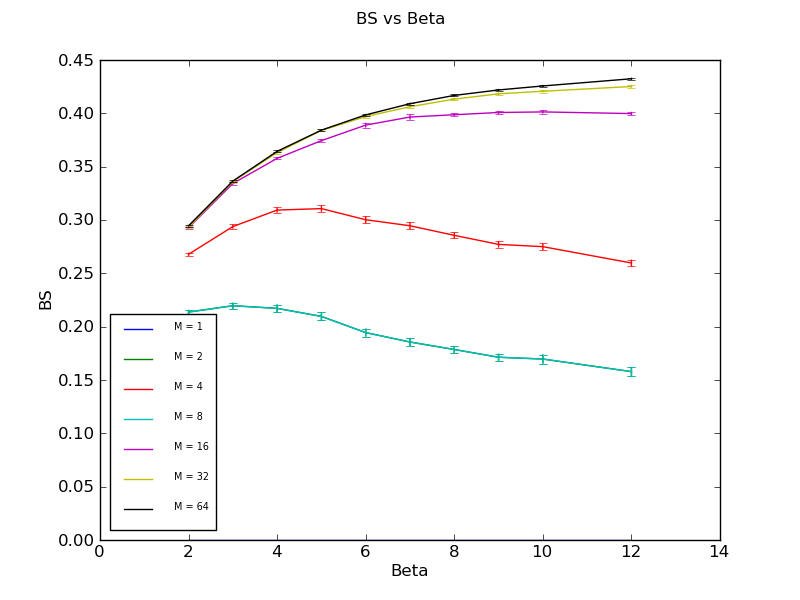 BS vs Beta
0.45
0.40
0.35
0.30
0.25
0.20
0.15
0.10
0.05
0.00
BS
M = 1
M = 2
M = 4
M = 8
M = 16
M = 32
M = 64
0 2 4 6 8 10 12 14
Beta